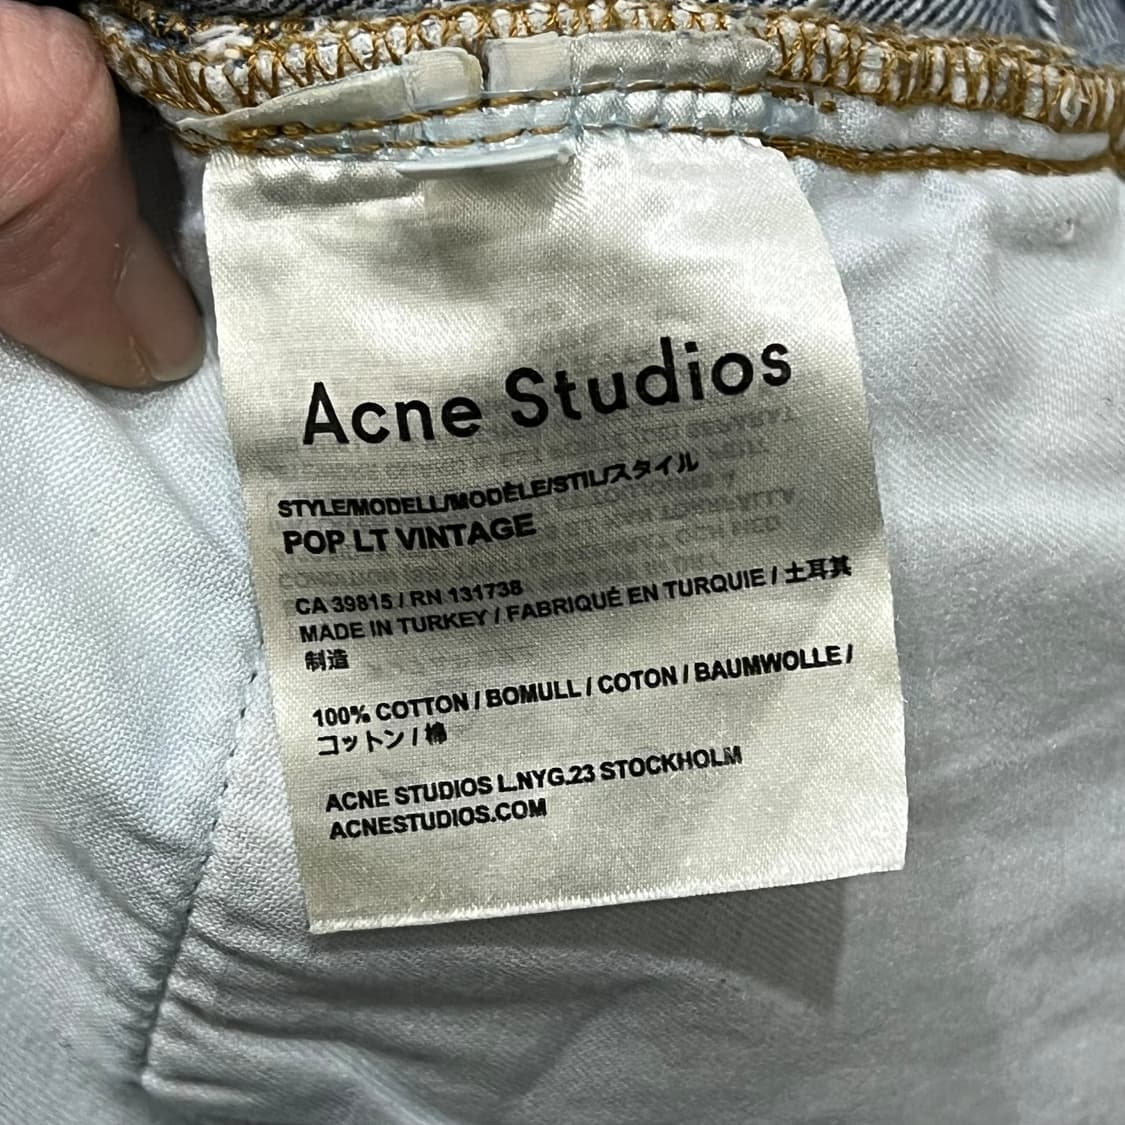 Acne Studios
STYLE/MODELL/MODÈLE/STIL/スタイル
POP LT VINTAGE
CA 39815 / RN 131738
MADE IN TURKEY / FABRIQUÉ EN TURQUIE / 土耳其
制造
100% COTTON / BOMULL / COTON / BAUMWOLLE /
コットン / 棉
ACNE STUDIOS L.NYG.23 STOCKHOLM
ACNESTUDIOS.COM